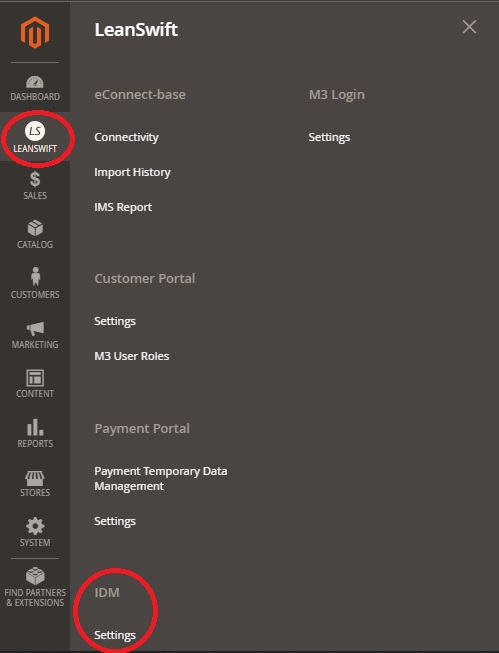 LeanSwift
DASHBOARD
LS
LEANSWIFT
SALES
CATALOG
CUSTOMERS
MARKETING
CONTENT
REPORTS
STORES
SYSTEM
FIND PARTNERS
& EXTENSIONS
eConnect-base
Connectivity
Import History
IMS Report
M3 Login
Settings
Customer Portal
Settings
M3 User Roles
Payment Portal
Payment Temporary Data
Management
Settings
IDM
Settings